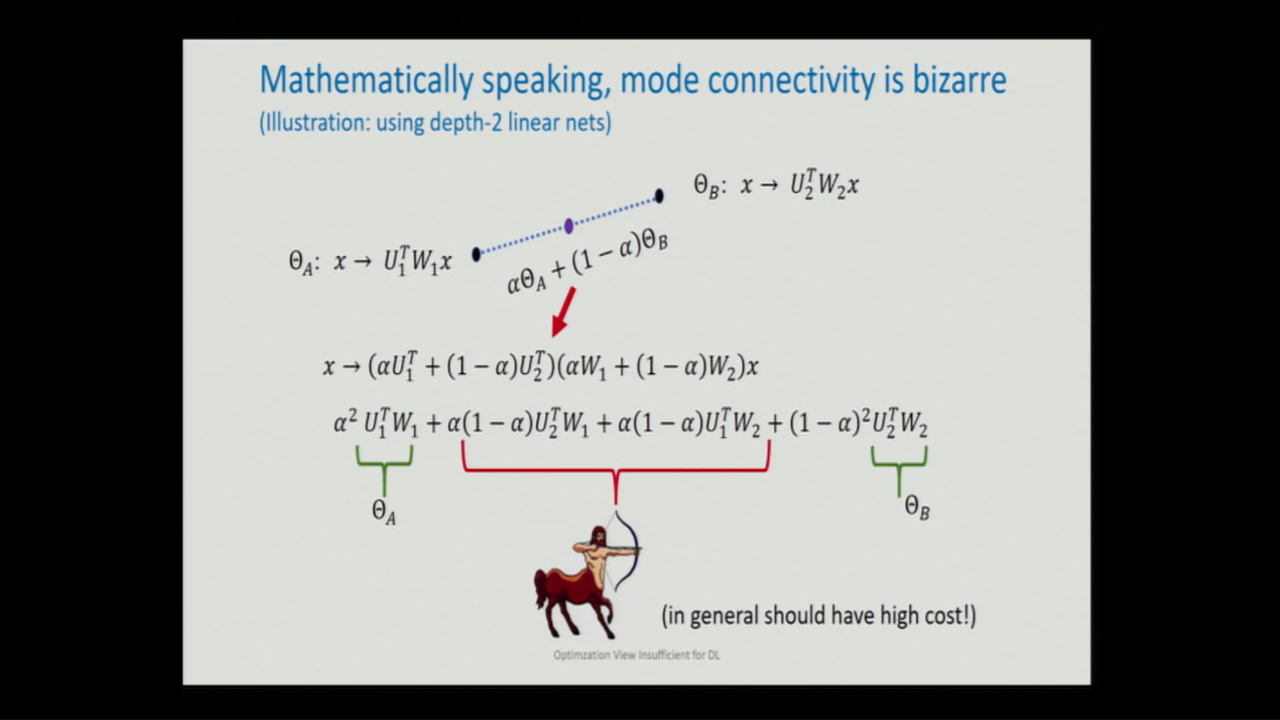 Mathematically speaking, mode connectivity is bizarre
(Illustration: using depth-2 linear nets)
Θ_B: x → U_2^T W_2 x
Θ_A: x → U_1^T W_1 x
αΘ_A + (1 − α)Θ_B
x → (αU_1^T + (1 − α)U_2^T)(αW_1 + (1 − α)W_2)x
α² U_1^T W_1 + α(1 − α)U_2^T W_1 + α(1 − α)U_1^T W_2 + (1 − α)² U_2^T W_2
Θ_A
Θ_B
(in general should have high cost!)
Optimzation View Insufficient for DL